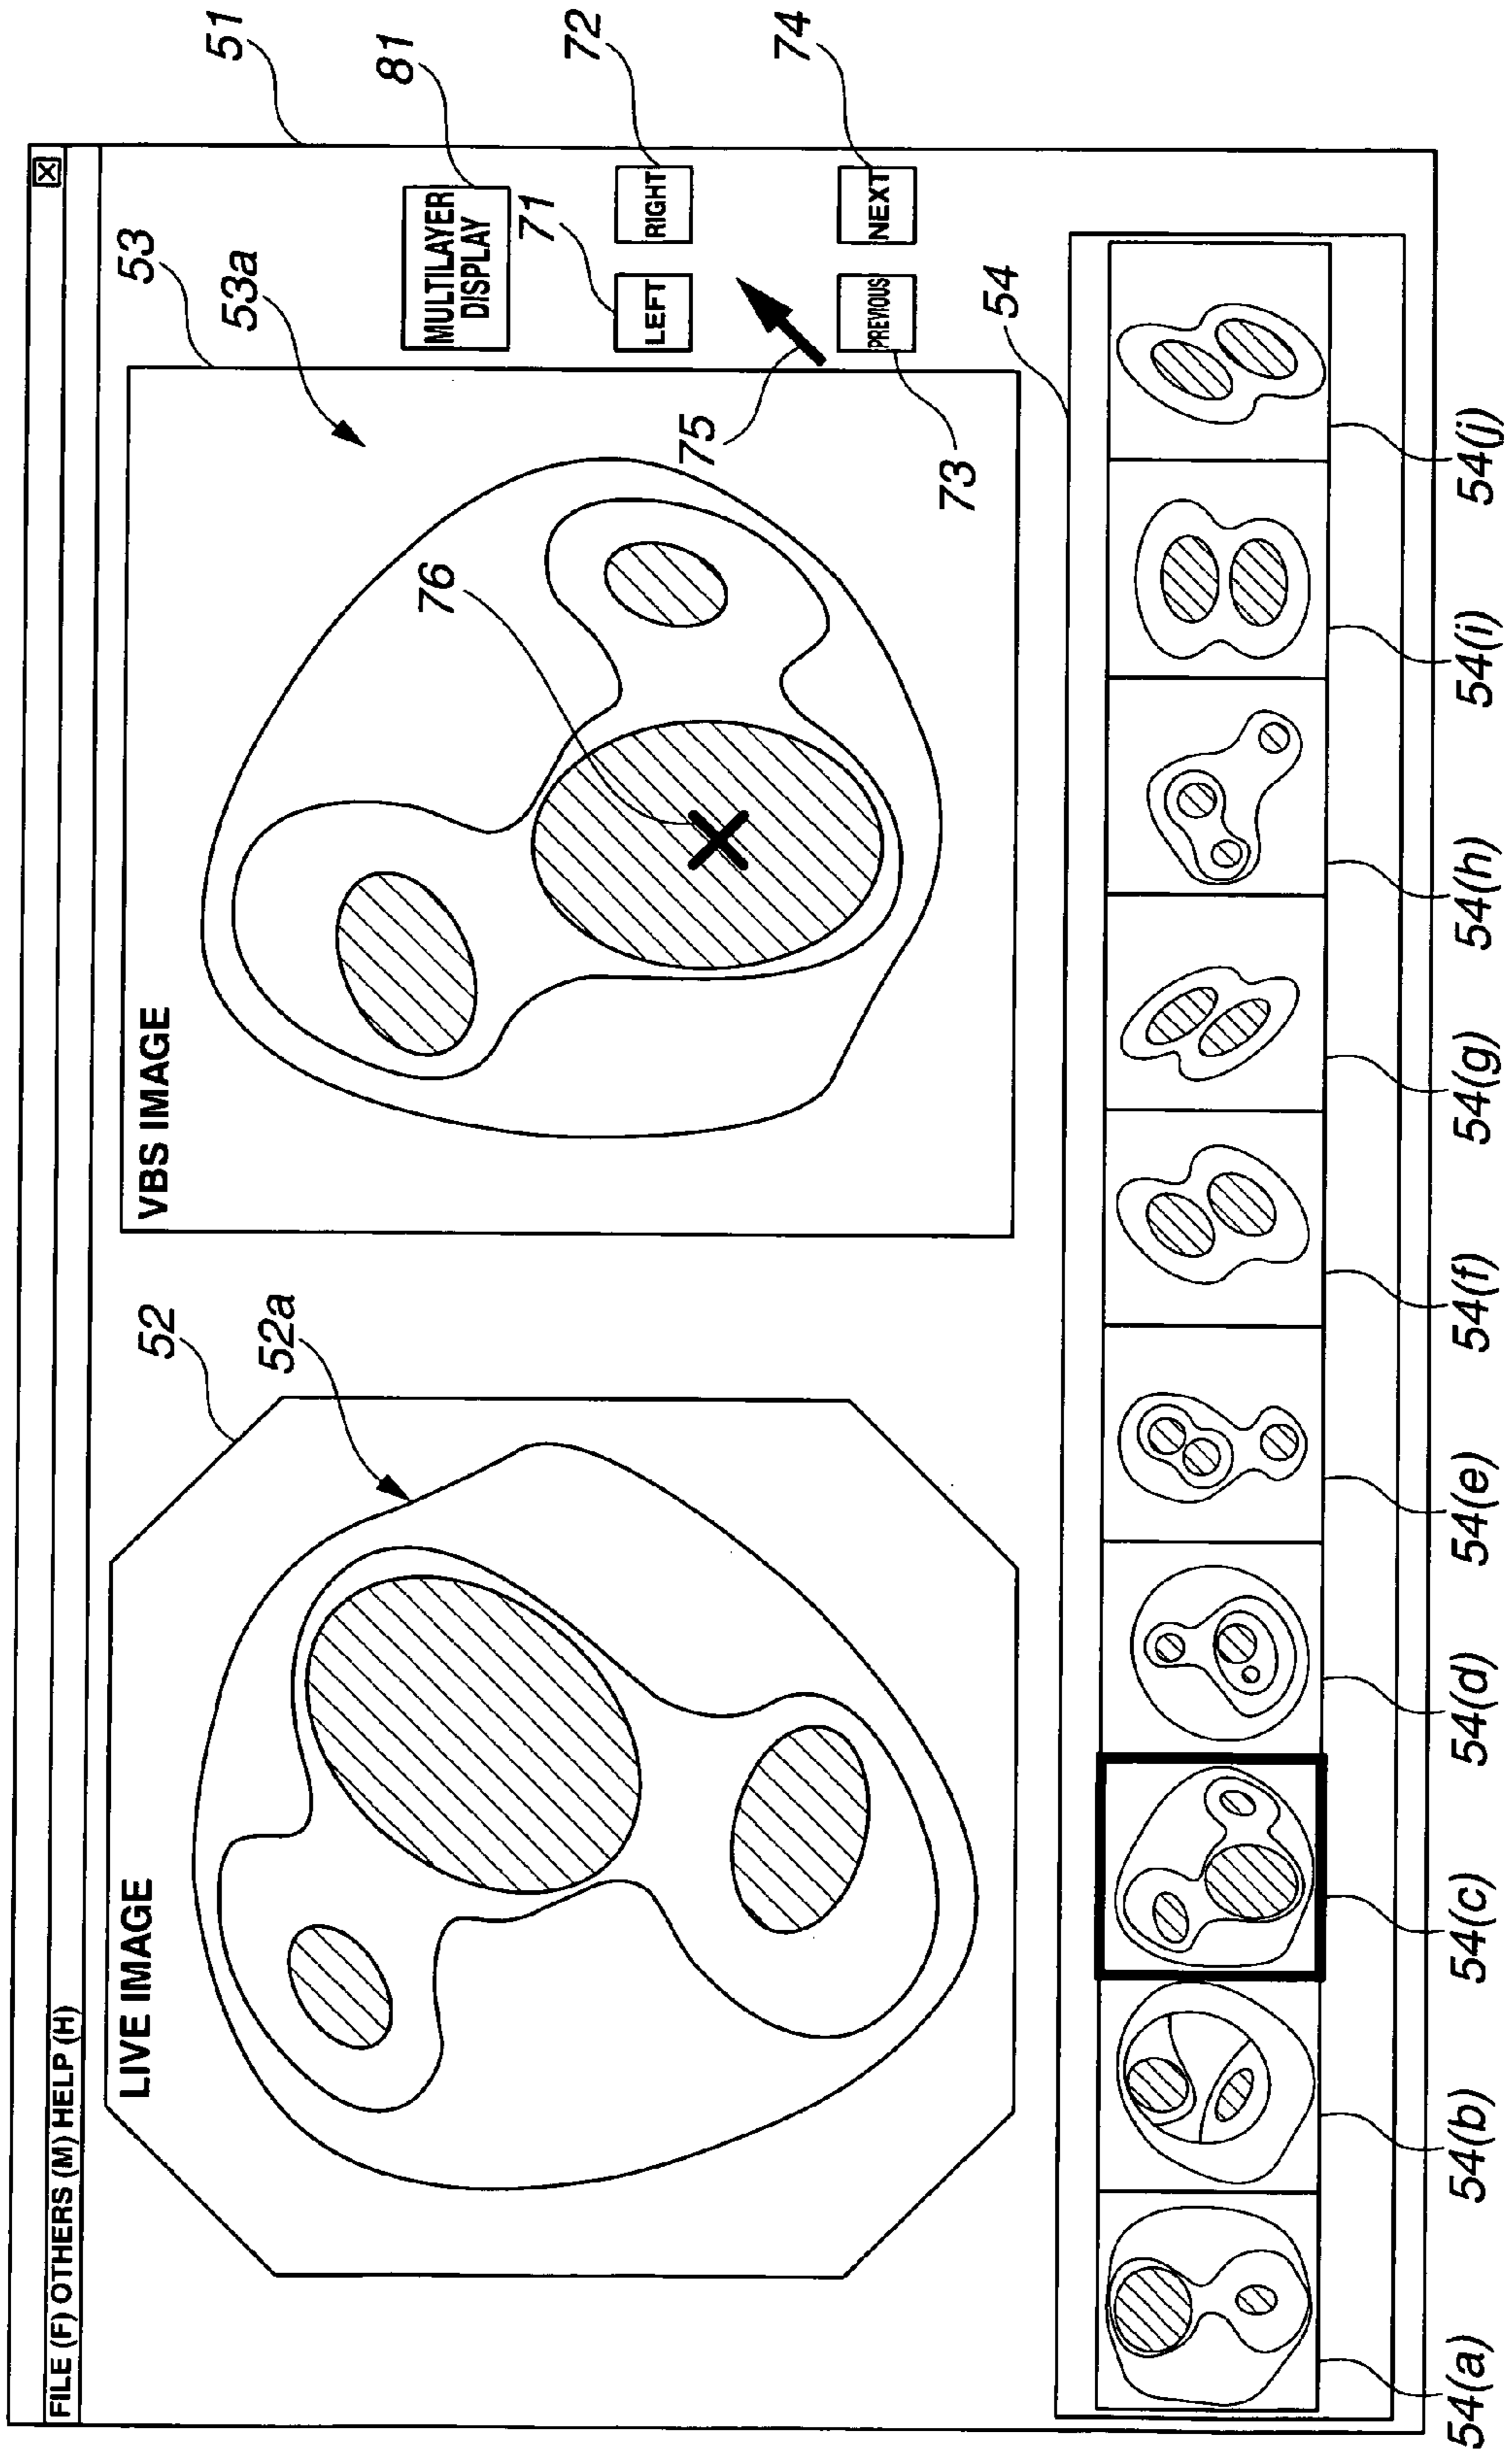 FILE (F) OTHERS (M) HELP (H)
51
LIVE IMAGE
52
52a
VBS IMAGE
53
53a
76
MULTILAYER
DISPLAY
81
71
72
LEFT
RIGHT
75
PREVIOUS
NEXT
73
74
54
54(a)
54(b)
54(c)
54(d)
54(e)
54(f)
54(g)
54(h)
54(i)
54(j)